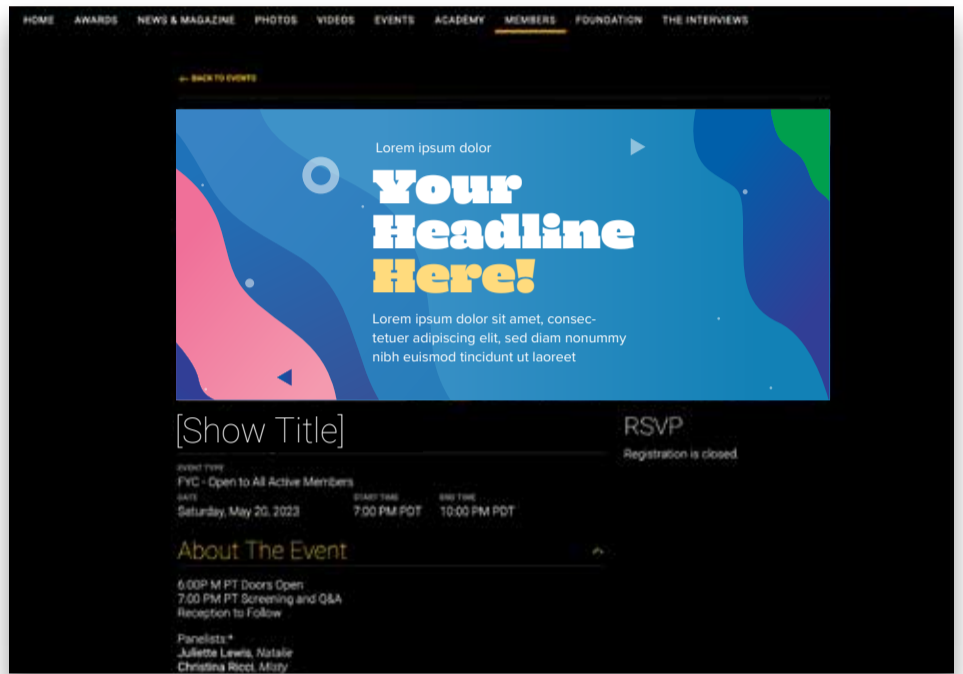 HOME AWARDS NEWS & MAGAZINE PHOTOS VIDEOS EVENTS ACADEMY MEMBERS FOUNDATION THE INTERVIEWS
← BACK TO EVENTS
Lorem ipsum dolor
Your
Headline
Here!
Lorem ipsum dolor sit amet, consec-
tetuer adipiscing elit, sed diam nonummy
nibh euismod tincidunt ut laoreet
[Show Title]
EVENT TYPE
FYC - Open to All Active Members
DATE START TIME END TIME
Saturday, May 20, 2023 7:00 PM PDT 10:00 PM PDT
RSVP
Registration is closed.
About The Event
6:00P M PT Doors Open
7:00 PM PT Screening and Q&A
Reception to Follow
Panelists:*
Juliette Lewis, Natalie
Christina Ricci, Misty